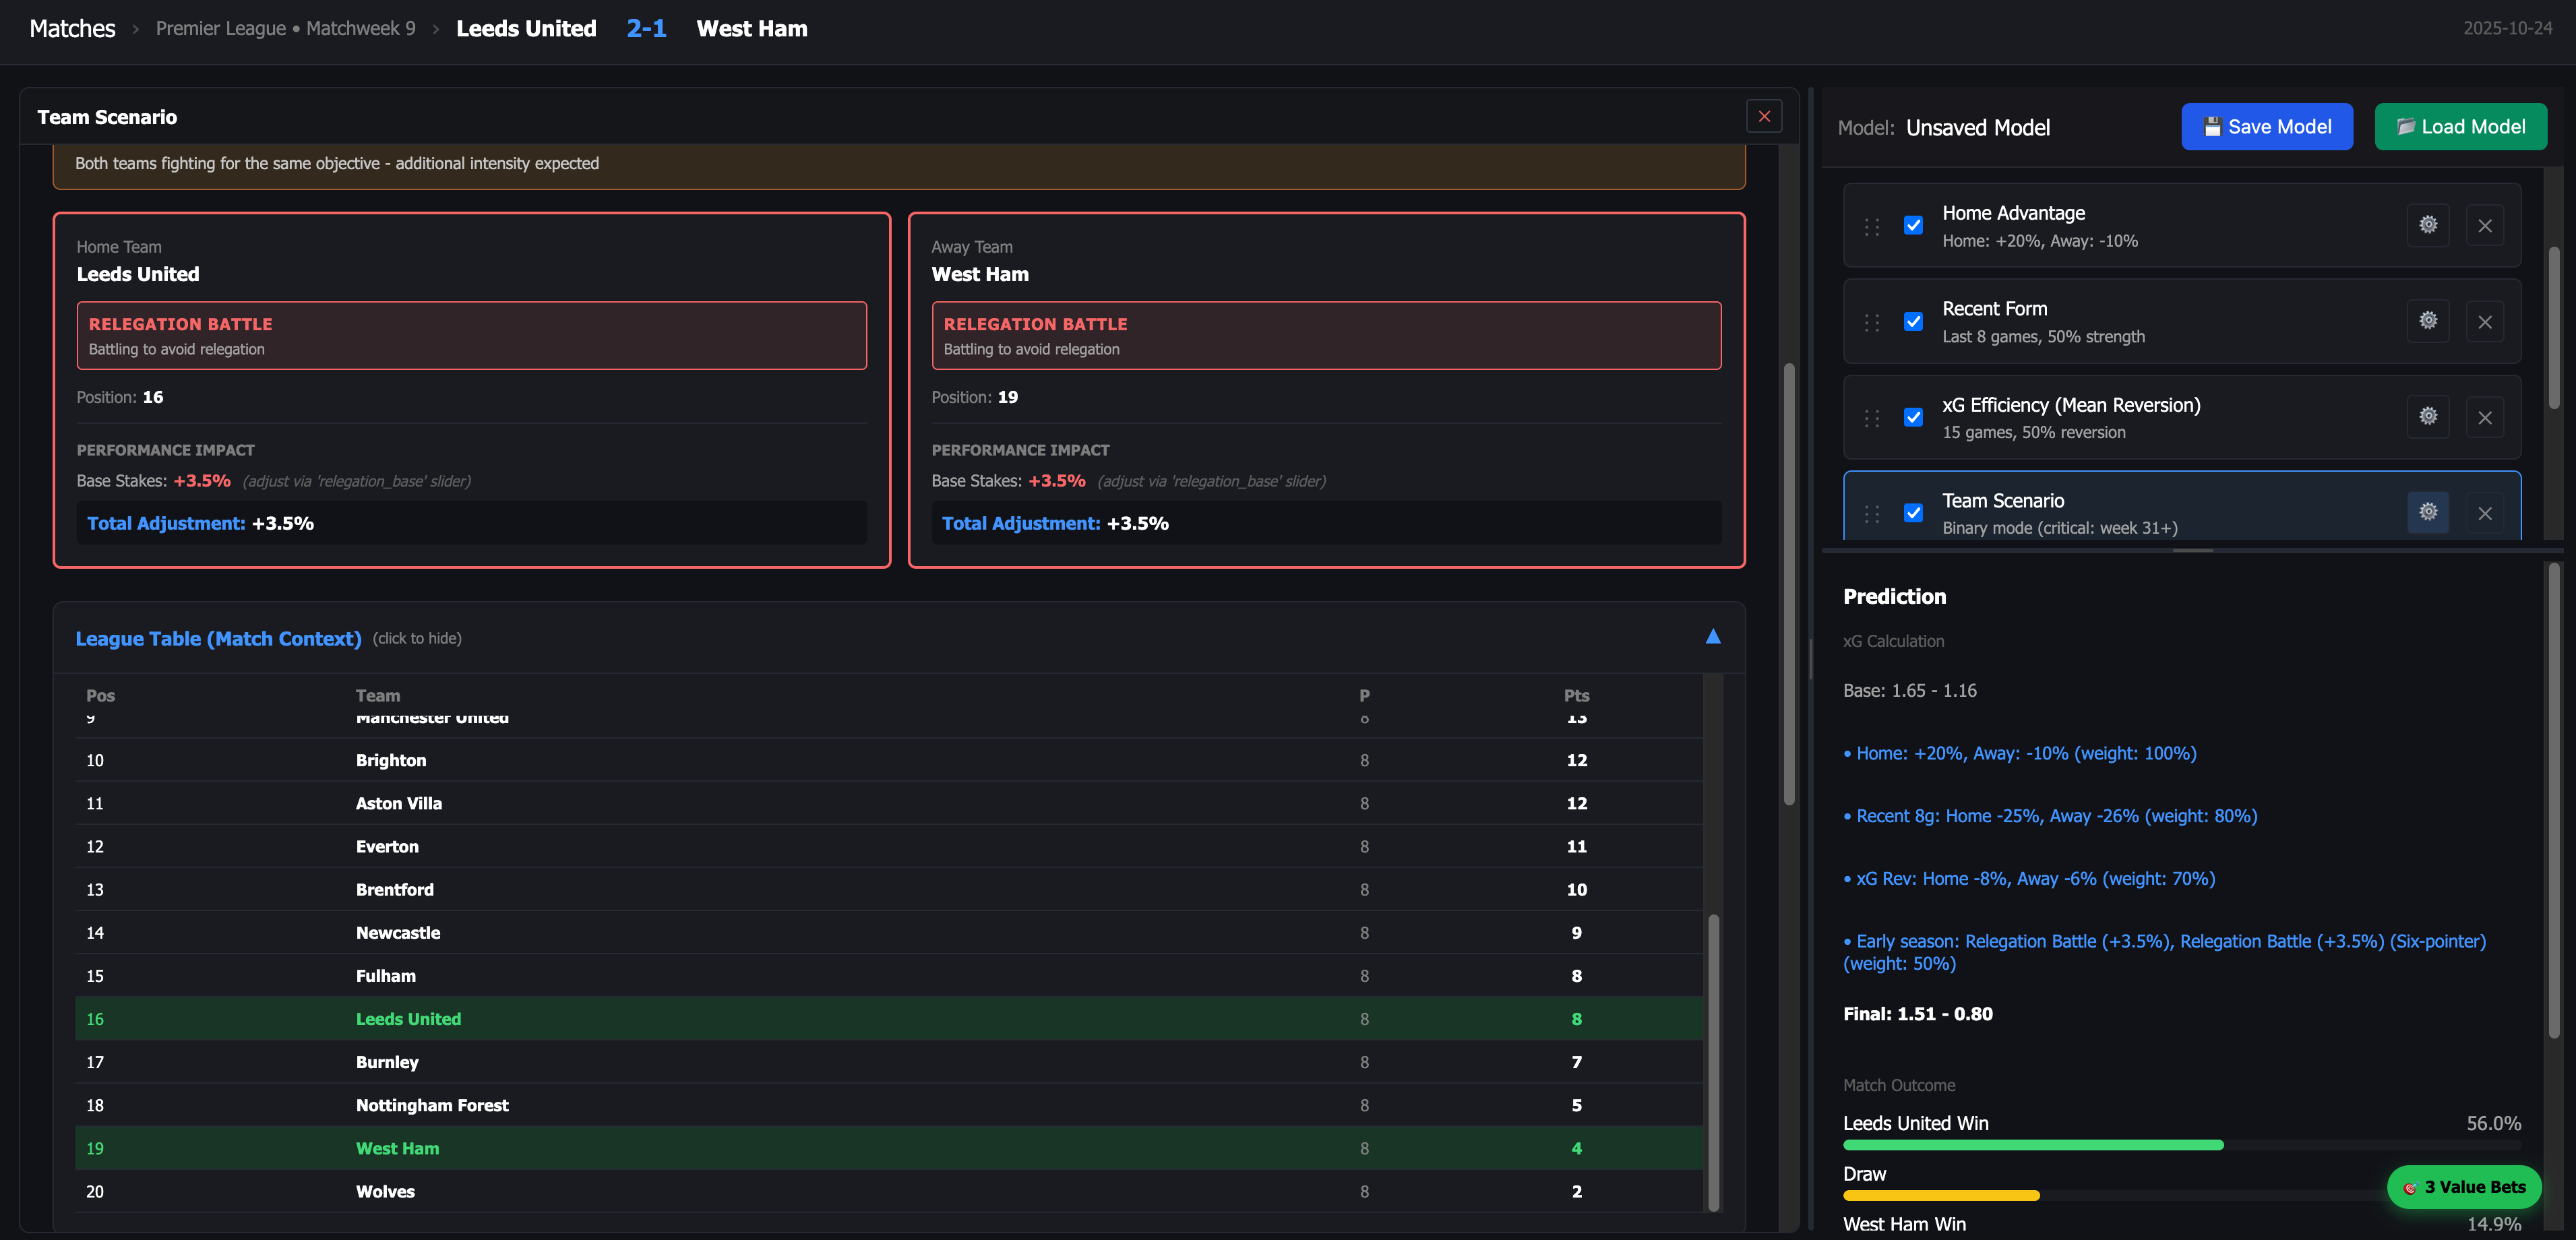 Matches › Premier League • Matchweek 9 › Leeds United 2-1 West Ham
2025-10-24
Team Scenario
Both teams fighting for the same objective - additional intensity expected
Home Team
Leeds United
RELEGATION BATTLE
Battling to avoid relegation
Position: 16
PERFORMANCE IMPACT
Base Stakes: +3.5% (adjust via 'relegation_base' slider)
Total Adjustment: +3.5%
Away Team
West Ham
RELEGATION BATTLE
Battling to avoid relegation
Position: 19
PERFORMANCE IMPACT
Base Stakes: +3.5% (adjust via 'relegation_base' slider)
Total Adjustment: +3.5%
League Table (Match Context) (click to hide)
Pos Team P Pts
9 Manchester United 8 13
10 Brighton 8 12
11 Aston Villa 8 12
12 Everton 8 11
13 Brentford 8 10
14 Newcastle 8 9
15 Fulham 8 8
16 Leeds United 8 8
17 Burnley 8 7
18 Nottingham Forest 8 5
19 West Ham 8 4
20 Wolves 8 2
Model: Unsaved Model
Save Model
Load Model
Home Advantage
Home: +20%, Away: -10%
Recent Form
Last 8 games, 50% strength
xG Efficiency (Mean Reversion)
15 games, 50% reversion
Team Scenario
Binary mode (critical: week 31+)
Prediction
xG Calculation
Base: 1.65 - 1.16
• Home: +20%, Away: -10% (weight: 100%)
• Recent 8g: Home -25%, Away -26% (weight: 80%)
• xG Rev: Home -8%, Away -6% (weight: 70%)
• Early season: Relegation Battle (+3.5%), Relegation Battle (+3.5%) (Six-pointer)
(weight: 50%)
Final: 1.51 - 0.80
Match Outcome
Leeds United Win 56.0%
Draw
3 Value Bets
West Ham Win 14.9%